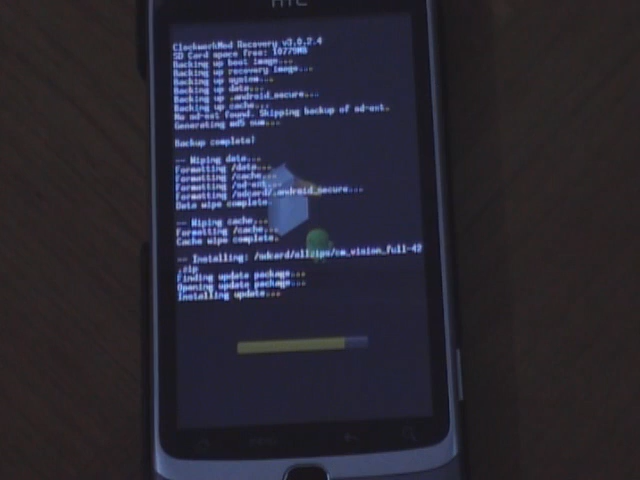 HTC
ClockworkMod Recovery v3.0.2.4
SD Card space free: 10775MB
Backing up boot image...
Backing up recovery image...
Backing up system...
Backing up data...
Backing up .android_secure...
Backing up cache...
No sd-ext found. Skipping backup of sd-ext.
Generating md5 sum...
Backup complete!
-- Wiping data...
Formatting /data...
Formatting /cache...
Formatting /sd-ext...
Formatting /sdcard/.android_secure...
Data wipe complete.
-- Wiping cache...
Formatting /cache...
Cache wipe complete.
-- Installing: /sdcard/allzips/cm_vision_full-42
.zip
Finding update package...
Opening update package...
Installing update...